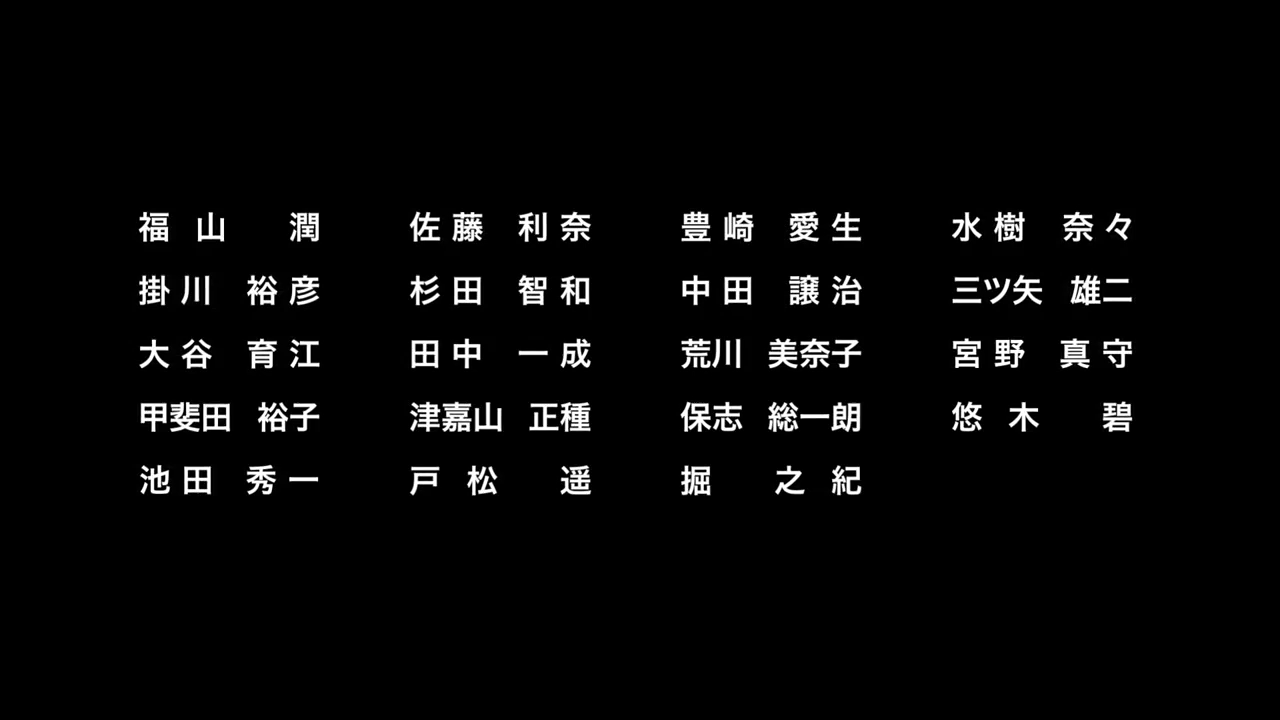 福山 潤 佐藤 利奈 豊崎 愛生 水樹 奈々
掛川 裕彦 杉田 智和 中田 譲治 三ツ矢 雄二
大谷 育江 田中 一成 荒川 美奈子 宮野 真守
甲斐田 裕子 津嘉山 正種 保志 総一朗 悠木 碧
池田 秀一 戸松 遥 掘 之紀